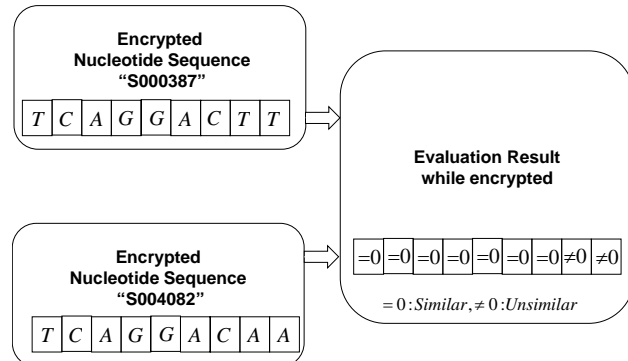 Encrypted
Nucleotide Sequence
“S000387”
T C A G G A C T T
Encrypted
Nucleotide Sequence
“S004082”
T C A G G A C A A
Evaluation Result
while encrypted
=0 =0 =0 =0 =0 =0 =0 ≠0 ≠0
= 0 : Similar, ≠ 0 : Unsimilar